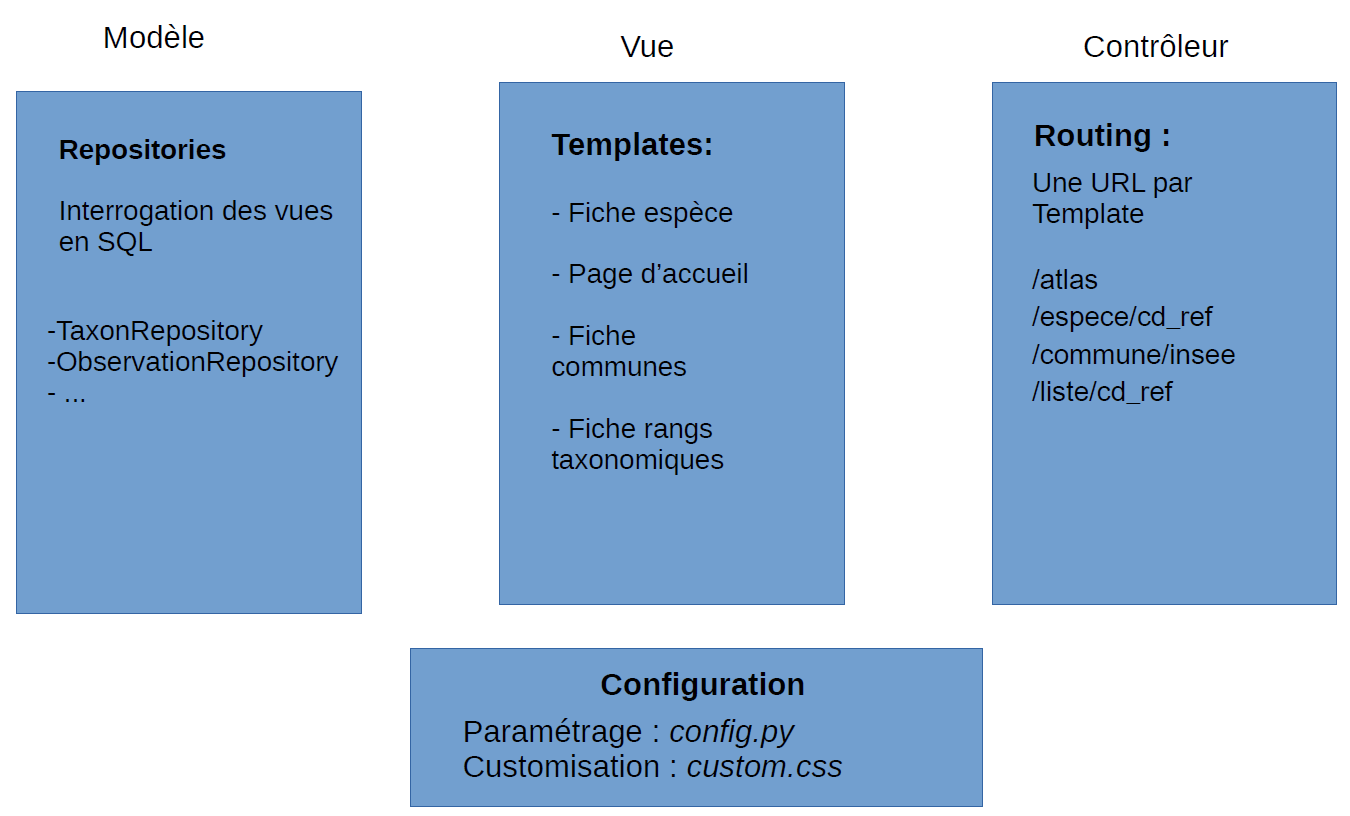 Modèle
Repositories
Interrogation des vues
en SQL
-TaxonRepository
-ObservationRepository
- ...
Vue
Templates:
- Fiche espèce
- Page d’accueil
- Fiche
communes
- Fiche rangs
taxonomiques
Contrôleur
Routing :
Une URL par
Template
/atlas
/espece/cd_ref
/commune/insee
/liste/cd_ref
Configuration
Paramétrage : config.py
Customisation : custom.css